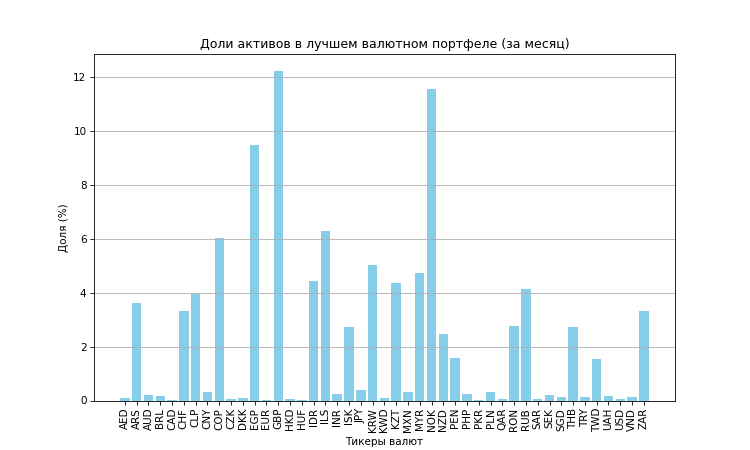 Доли активов в лучшем валютном портфеле (за месяц)
Доля (%)
12
10
8
6
4
2
0
AED ARS AUD BRL CAD CHF CLP CNY COP CZK DKK EGP EUR GBP HKD HUF IDR ILS INR ISK JPY KRW KWD KZT MXN MYR NOK NZD PEN PHP PKR PLN QAR RON RUB SAR SEK SGD THB TRY TWD UAH USD VND ZAR
Тикеры валют